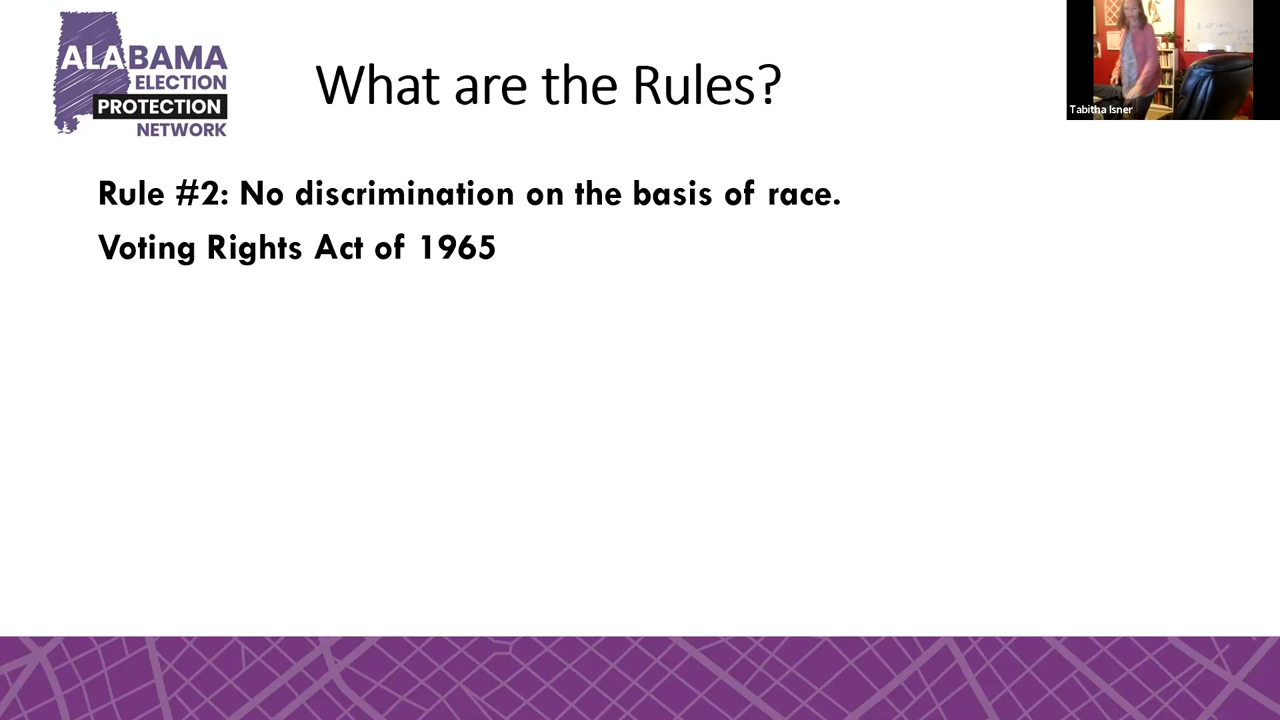 ALABAMA
ELECTION
PROTECTION
NETWORK
What are the Rules?
Tabitha Isner
Rule #2: No discrimination on the basis of race.
Voting Rights Act of 1965